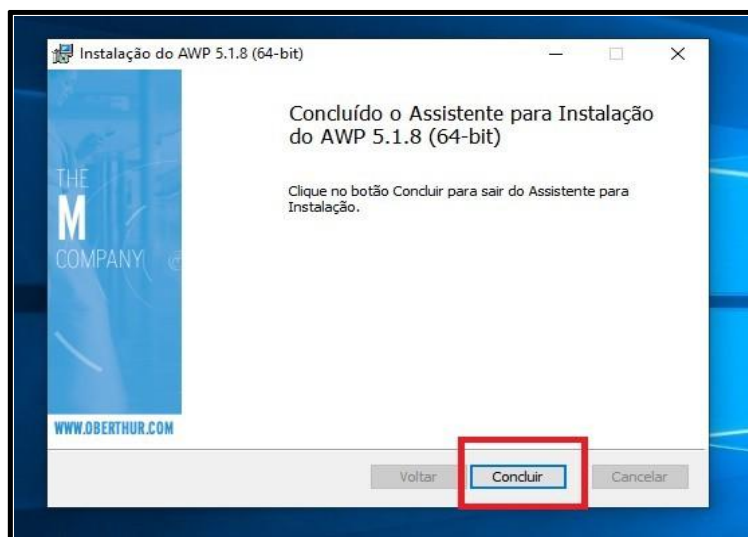 Instalação do AWP 5.1.8 (64-bit)
Concluído o Assistente para Instalação
do AWP 5.1.8 (64-bit)
Clique no botão Concluir para sair do Assistente para
Instalação.
THE
M
COMPANY
WWW.OBERTHUR.COM
Voltar
Concluir
Cancelar